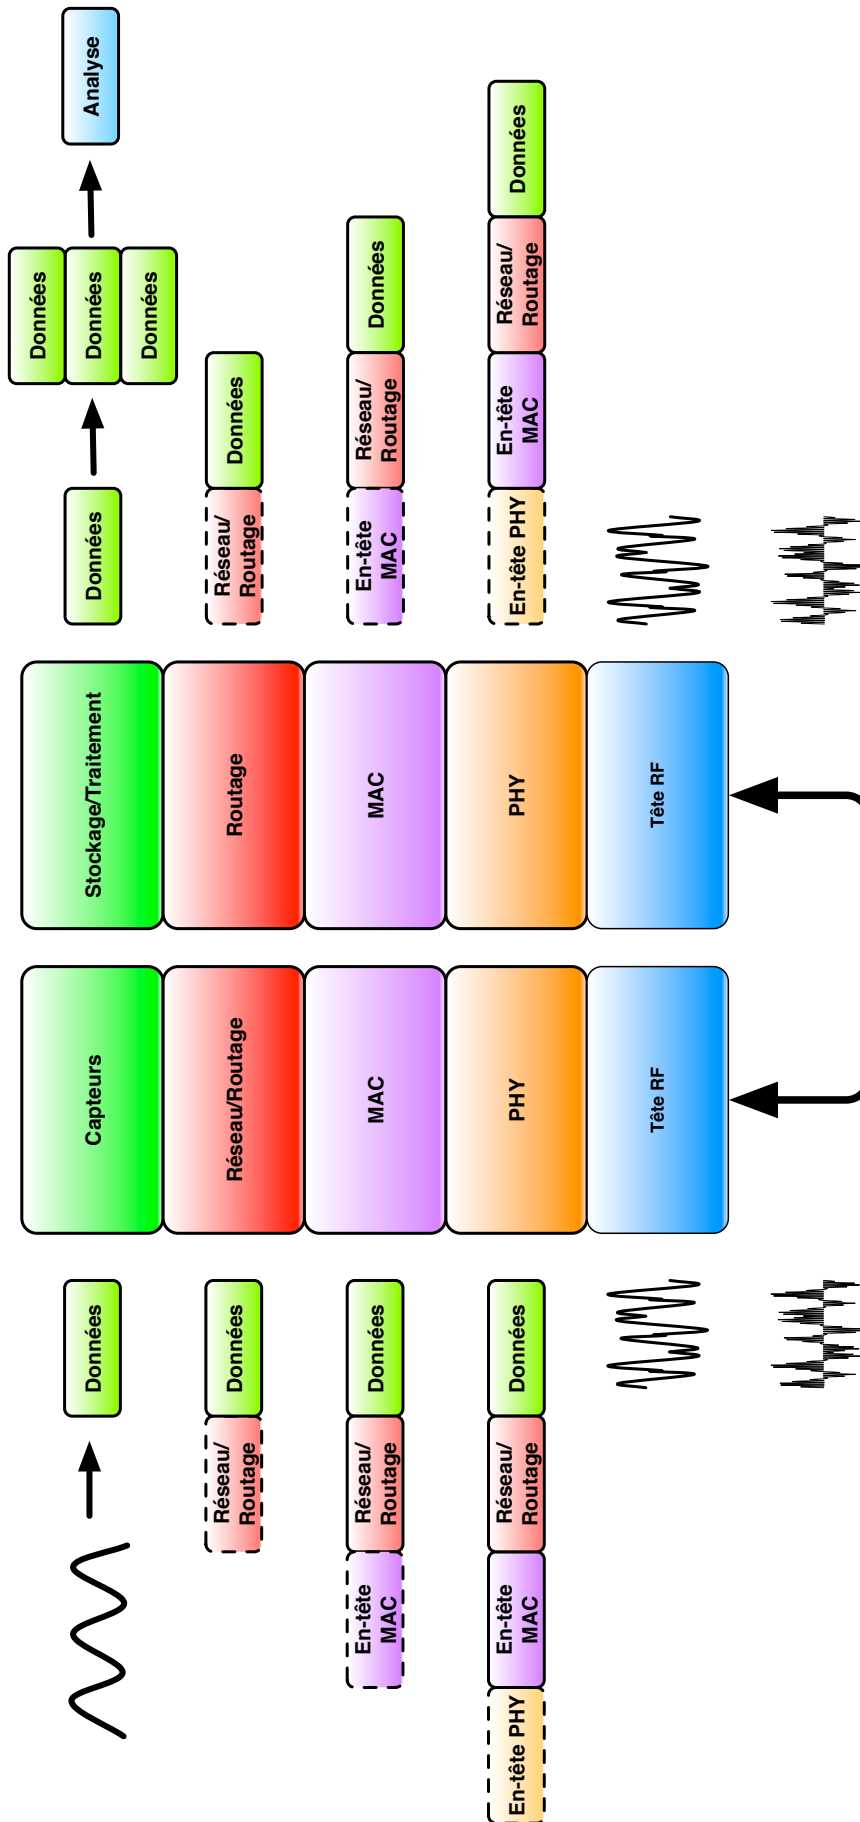 Données
Capteurs
Stockage/Traitement
Données
Données
Données
Données
Analyse
Réseau/
Routage
Données
Réseau/Routage
Routage
Réseau/
Routage
Données
En-tête
MAC
Réseau/
Routage
Données
MAC
MAC
En-tête
MAC
Réseau/
Routage
Données
En-tête PHY
En-tête
MAC
Réseau/
Routage
Données
PHY
PHY
En-tête PHY
En-tête
MAC
Réseau/
Routage
Données
Tête RF
Tête RF